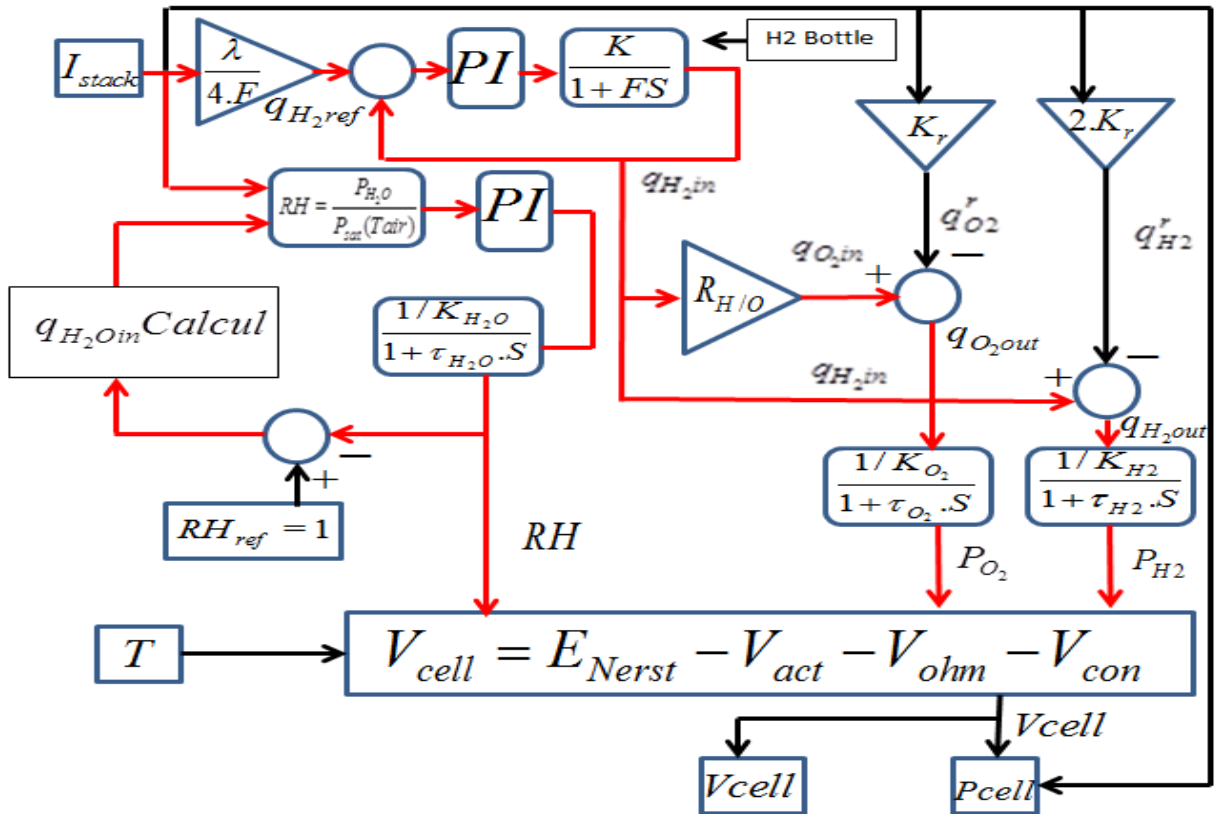 I_stack
λ / 4.F
q_H₂ref
PI
K / 1 + FS
H2 Bottle
K_r
2.K_r
RH = P_H₂O / P_sat(Tair)
PI
q_H₂in
q^r_O2
q^r_H2
q_O₂in
+
−
R_H/O
q_O₂out
q_H₂Oin Calcul
1/K_H₂O / 1 + τ_H₂O.S
q_H₂in
+
−
q_H₂out
−
+
RH_ref = 1
RH
1/K_O₂ / 1 + τ_O₂.S
1/K_H2 / 1 + τ_H2.S
P_O₂
P_H2
T
V_cell = E_Nerst − V_act − V_ohm − V_con
Vcell
Vcell
Pcell